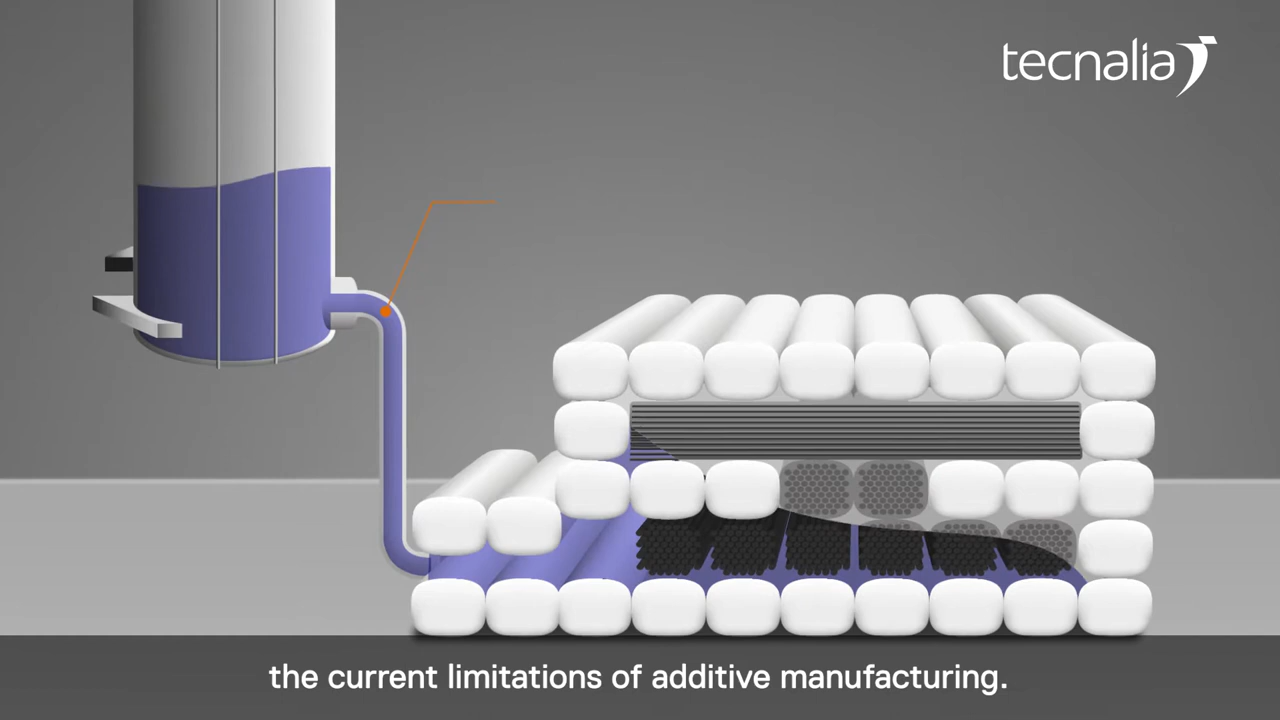 tecnalia
the current limitations of additive manufacturing.